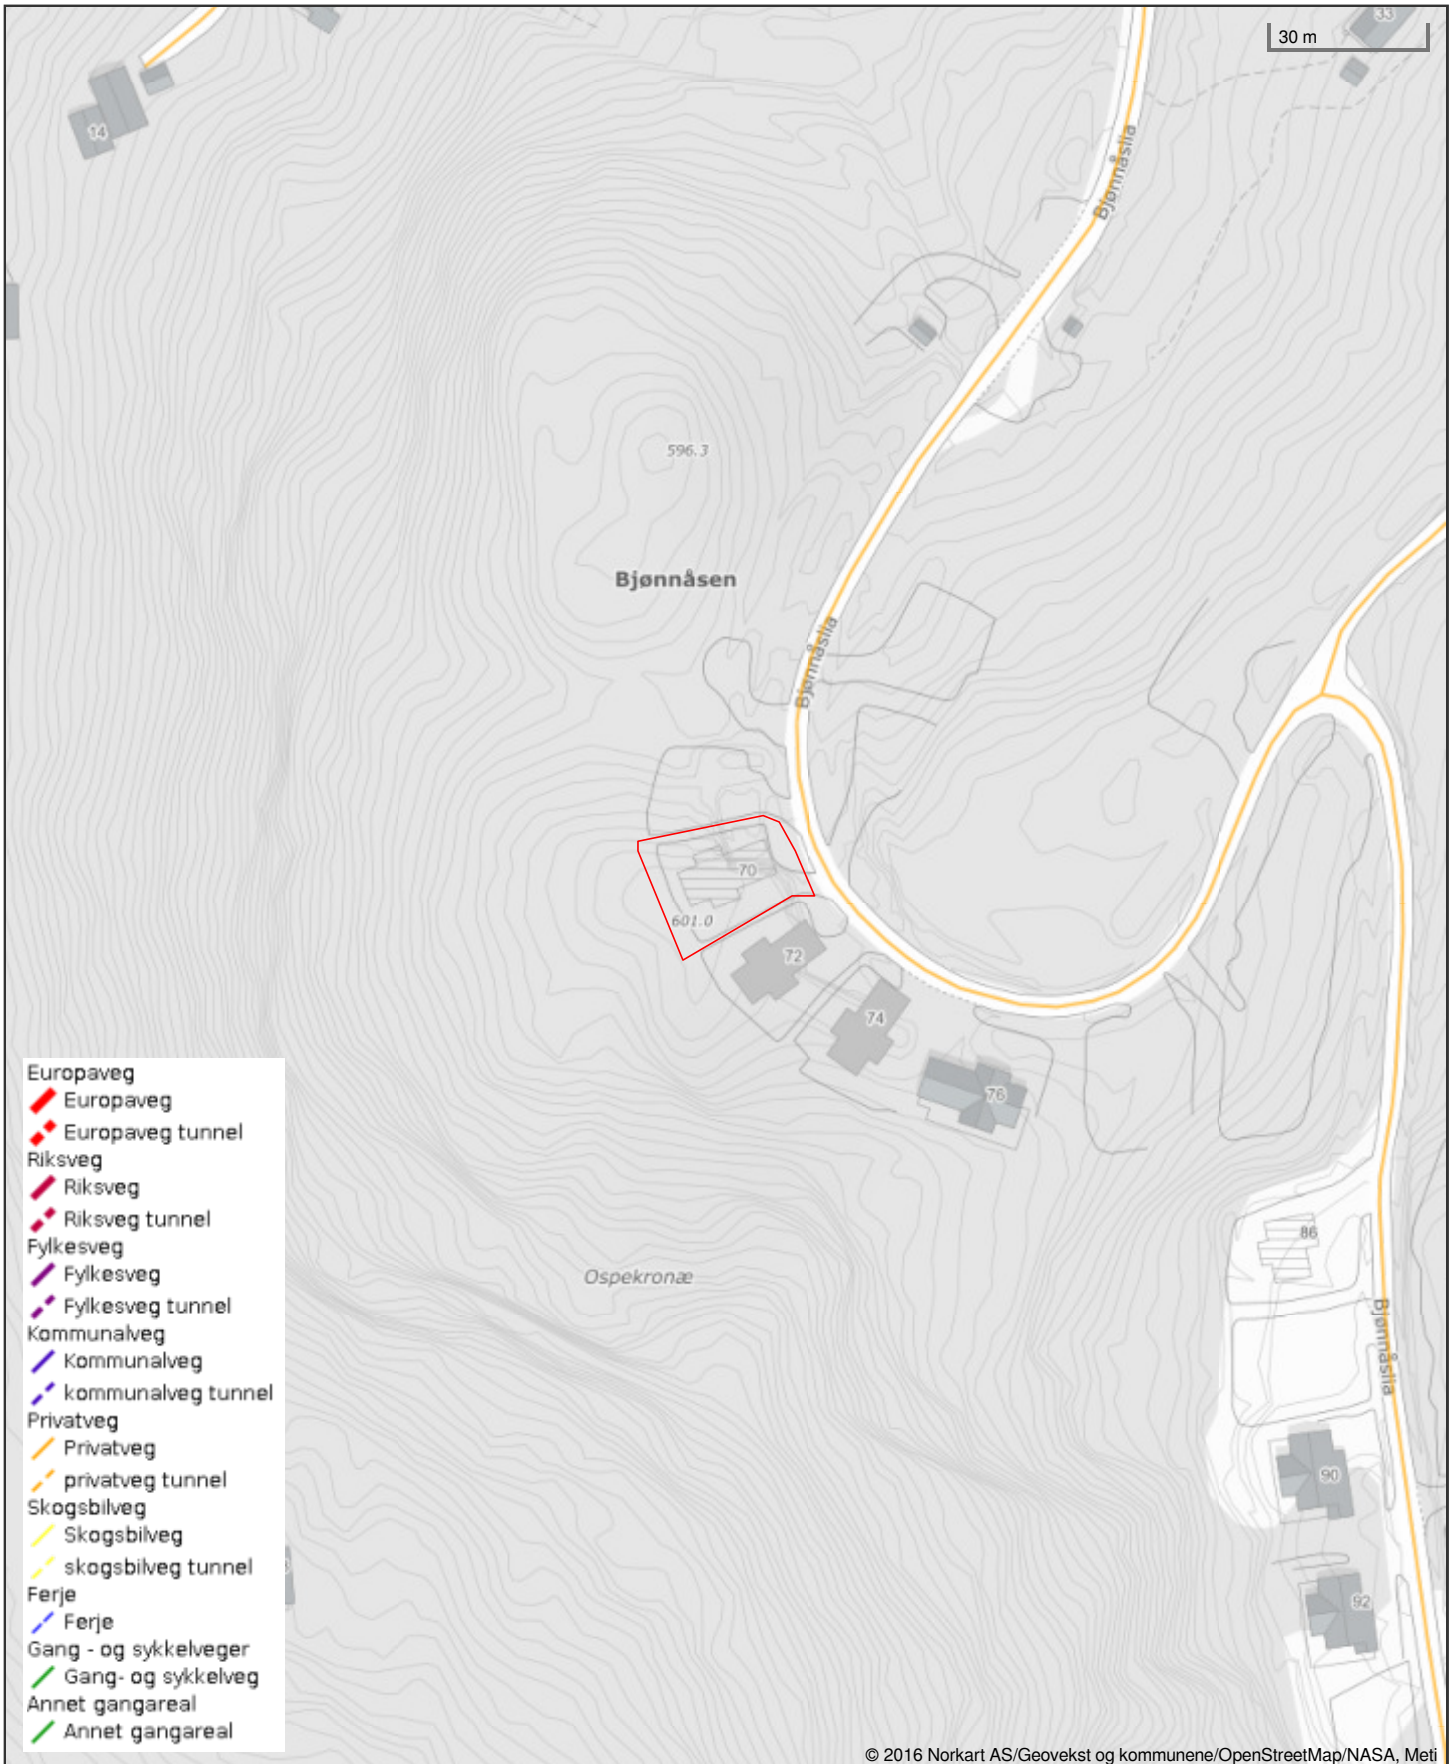 33
30 m
14
Bjønnåslia
596.3
Bjønnåsen
Bjønnåslia
70
601.0
72
74
76
Europaveg
Europaveg
Europaveg tunnel
Riksveg
Riksveg
Riksveg tunnel
Fylkesveg
Fylkesveg
Fylkesveg tunnel
Kommunalveg
Kommunalveg
kommunalveg tunnel
Privatveg
Privatveg
privatveg tunnel
Skogsbilveg
Skogsbilveg
skogsbilveg tunnel
Ferje
Ferje
Gang - og sykkelveger
Gang- og sykkelveg
Annet gangareal
Annet gangareal
Ospekronæ
86
Bjønnåslia
90
92
© 2016 Norkart AS/Geovekst og kommunene/OpenStreetMap/NASA, Meti